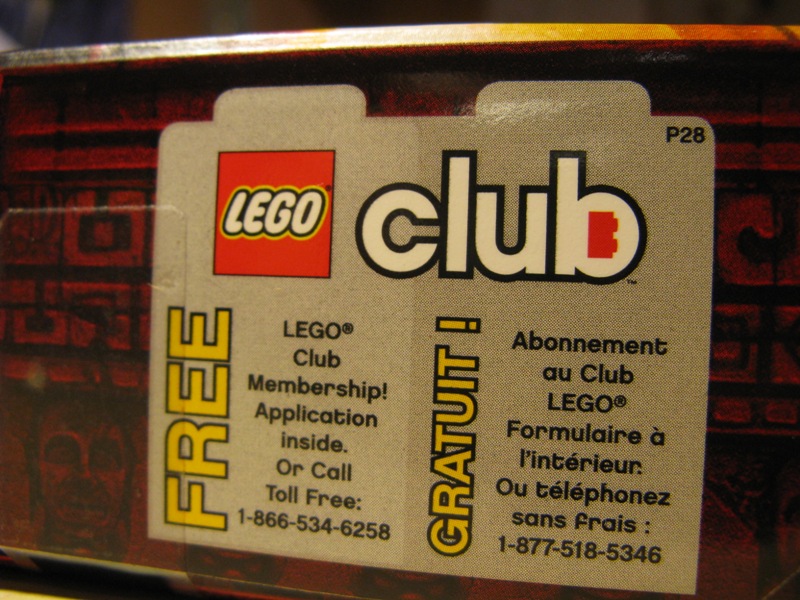 P28
LEGO® club™
FREE
LEGO®
Club
Membership!
Application
inside.
Or Call
Toll Free:
1-866-534-6258
GRATUIT !
Abonnement
au Club
LEGO®
Formulaire à
l'intérieur.
Ou téléphonez
sans frais :
1-877-518-5346